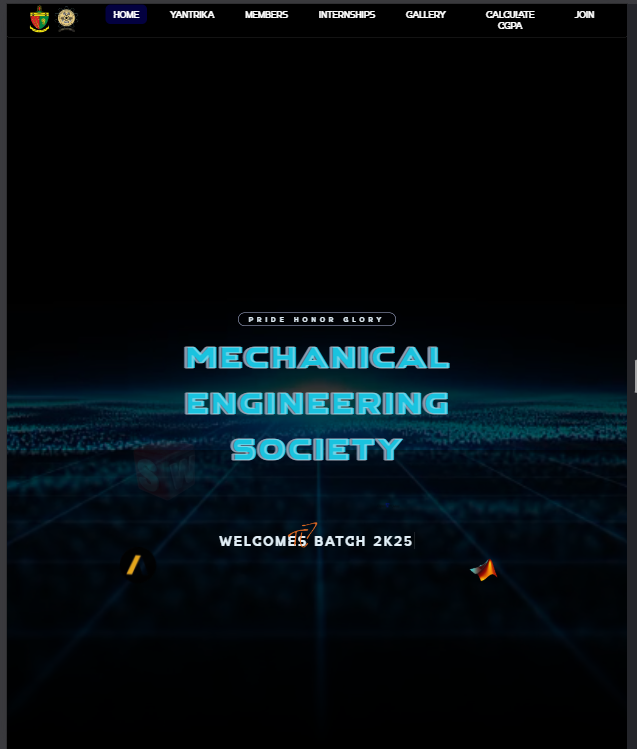 HOME YANTRIKA MEMBERS INTERNSHIPS GALLERY CALCULATE JOIN
CGPA
PRIDE HONOR GLORY
MECHANICAL
ENGINEERING
SOCIETY
WELCOMES BATCH 2K25